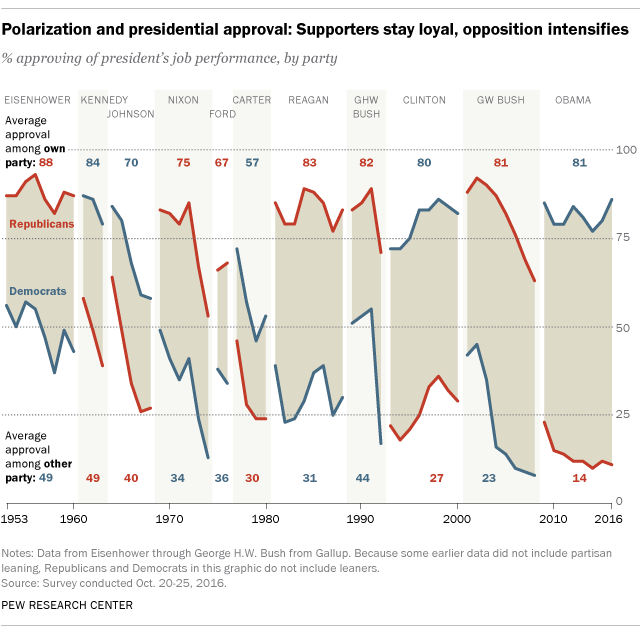 Polarization and presidential approval: Supporters stay loyal, opposition intensifies
% approving of president's job performance, by party
EISENHOWER KENNEDY JOHNSON NIXON FORD CARTER REAGAN GHW BUSH CLINTON GW BUSH OBAMA
Average
approval
among own
party: 88 84 70 75 67 57 83 82 80 81 81
100
Republicans
75
Democrats
50
25
Average
approval
among other
party: 49 49 40 34 36 30 31 44 27 23 14
0
1953 1960 1970 1980 1990 2000 2010 2016
Notes: Data from Eisenhower through George H.W. Bush from Gallup. Because some earlier data did not include partisan
leaning, Republicans and Democrats in this graphic do not include leaners.
Source: Survey conducted Oct. 20-25, 2016.
PEW RESEARCH CENTER